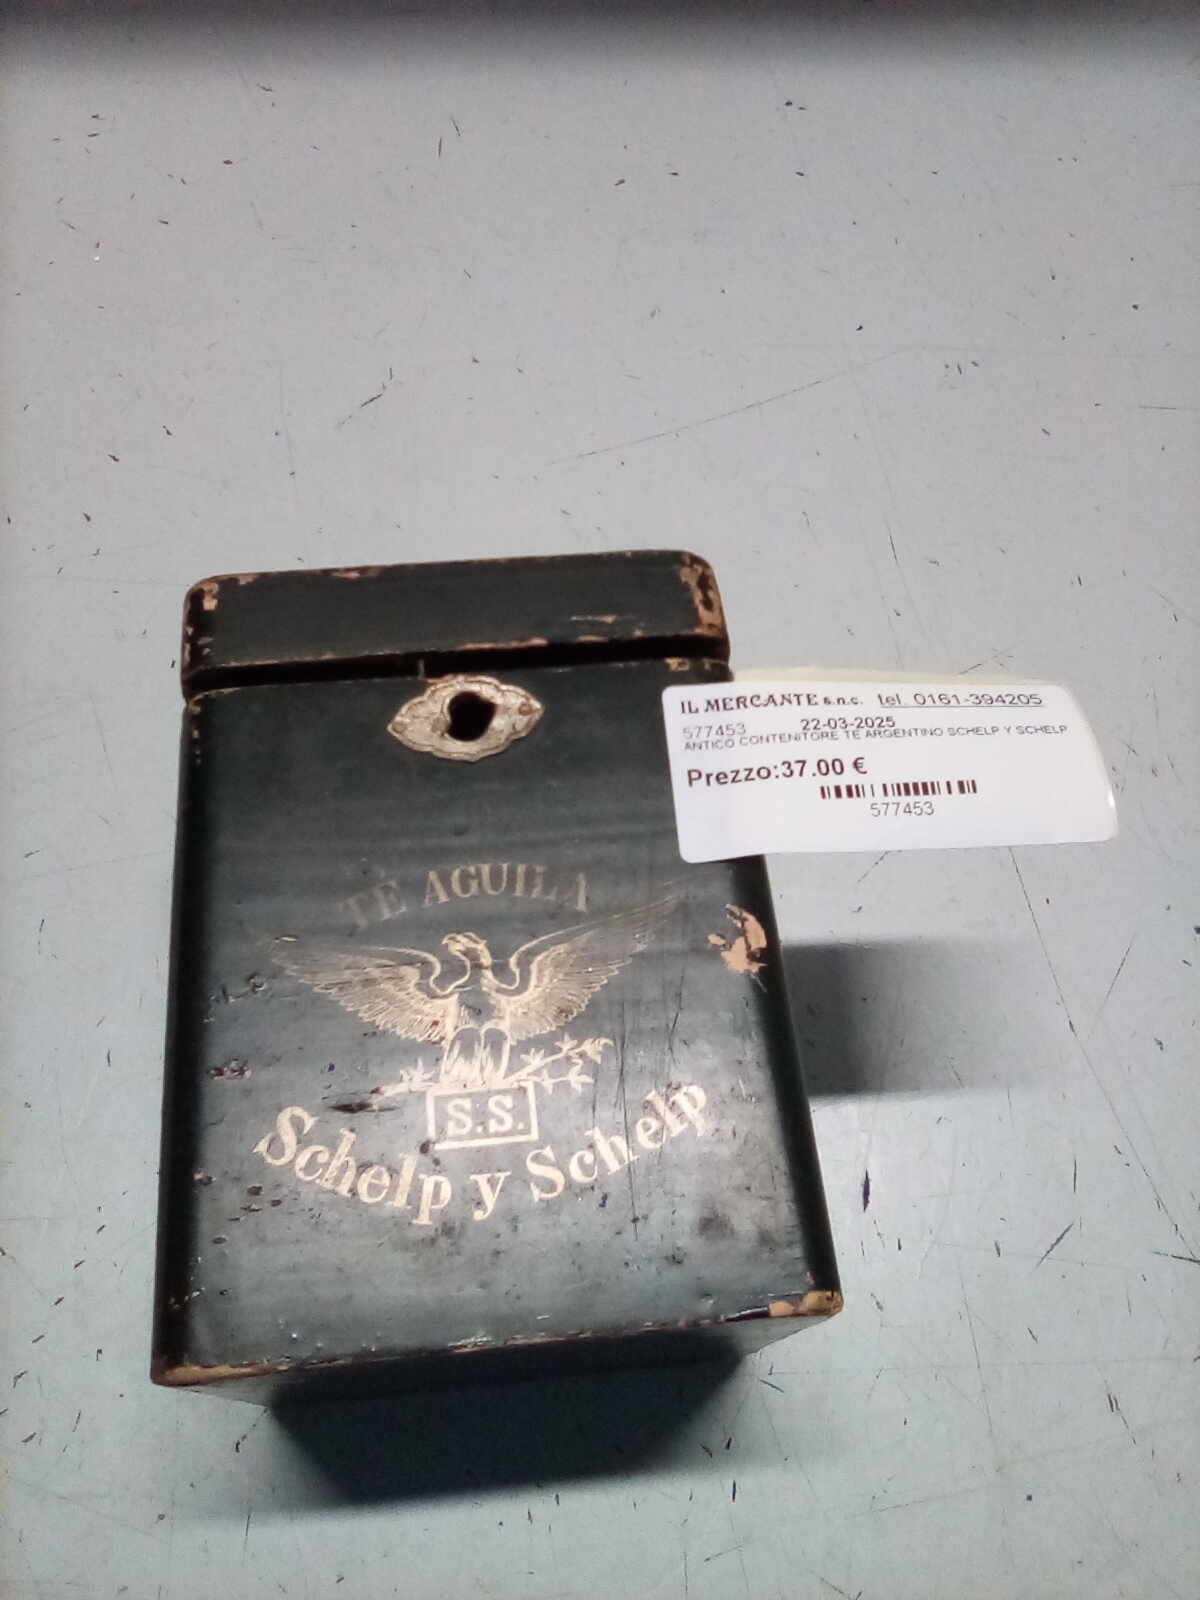 IL MERCANTE s.n.c. tel. 0161-394205
577453 22-03-2025
ANTICO CONTENITORE TE ARGENTINO SCHELP Y SCHELP
Prezzo:37.00 €
577453
TÉ AGUILA
S.S.
Schelp y Schelp